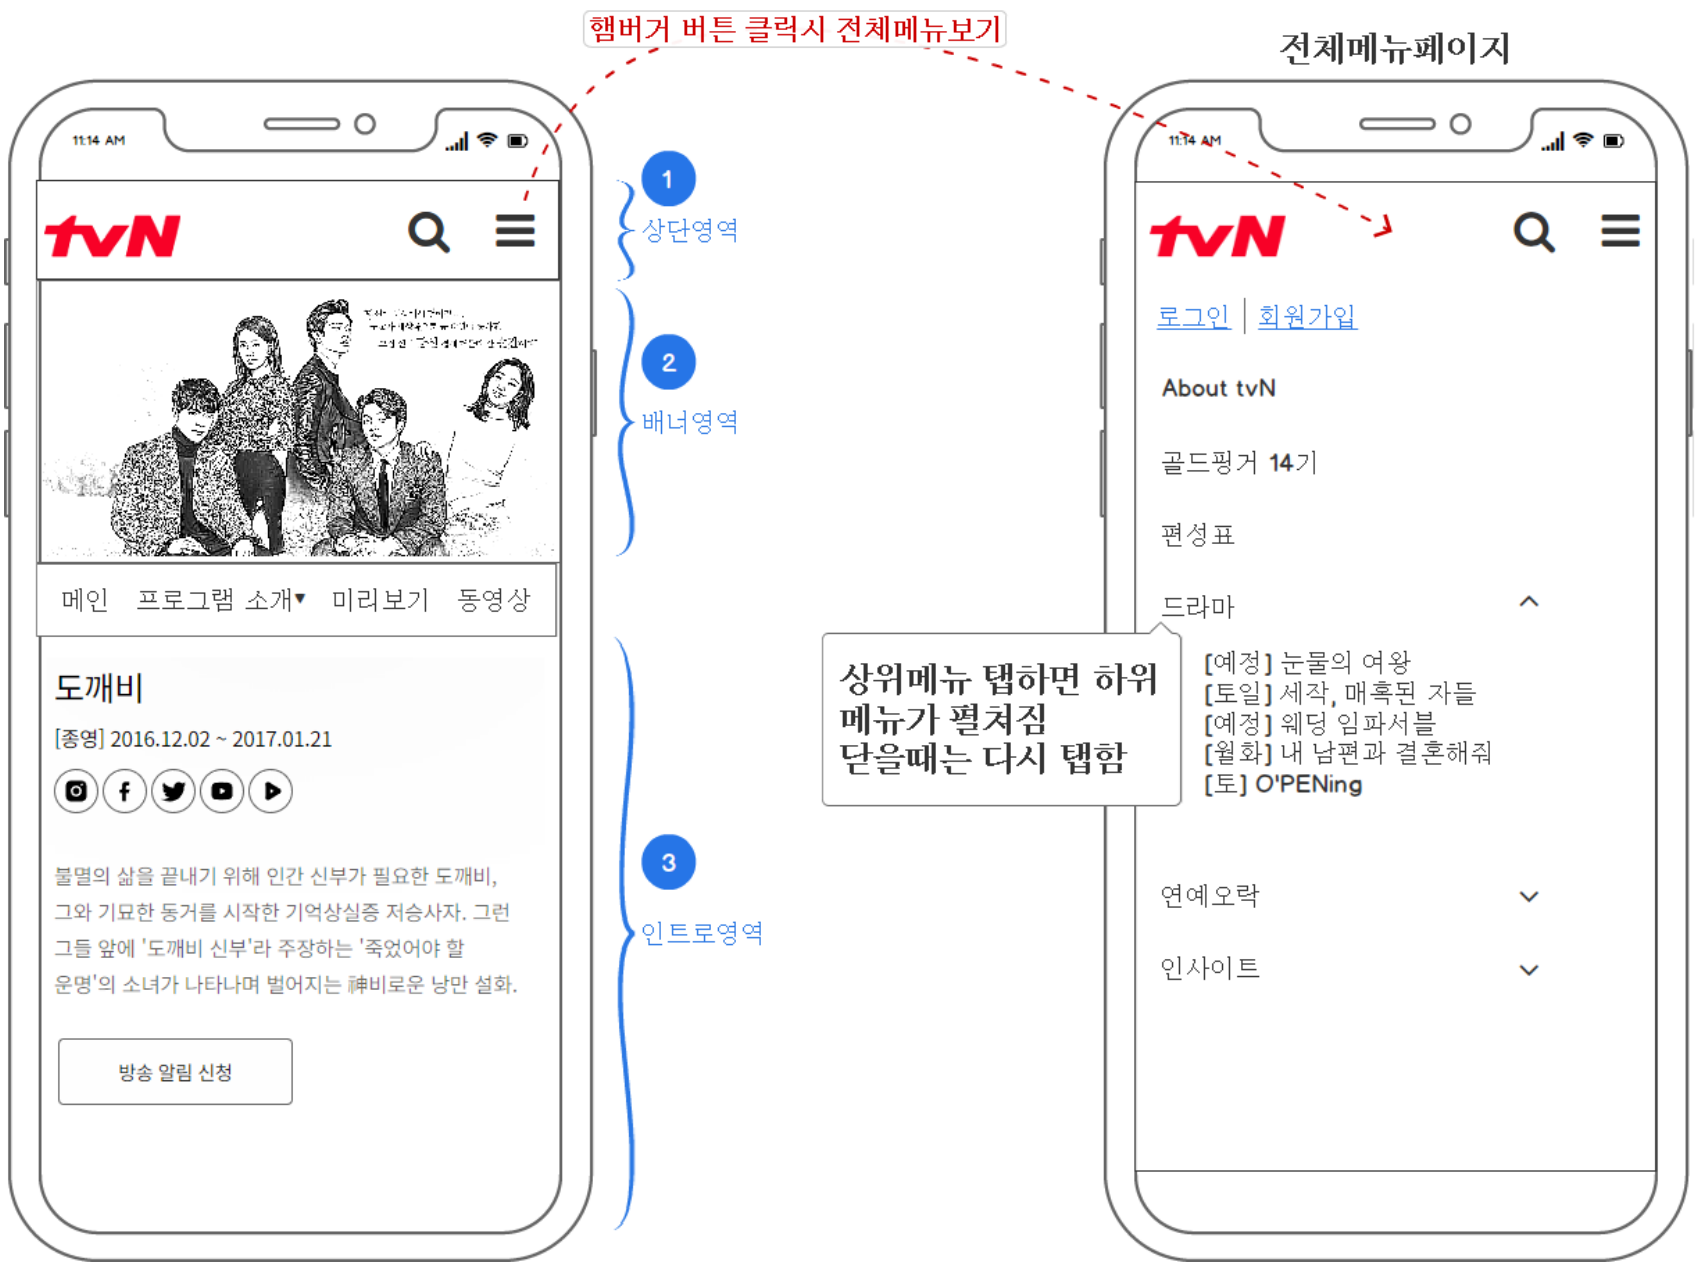 햄버거 버튼 클릭시 전체메뉴보기
전체메뉴페이지
11:14 AM
tvN
메인 프로그램 소개▾ 미리보기 동영상
도깨비
[종영] 2016.12.02 ~ 2017.01.21
불멸의 삶을 끝내기 위해 인간 신부가 필요한 도깨비,
그와 기묘한 동거를 시작한 기억상실증 저승사자. 그런
그들 앞에 '도깨비 신부'라 주장하는 '죽었어야 할
운명'의 소녀가 나타나며 벌어지는 神비로운 낭만 설화.
방송 알림 신청
1
상단영역
2
배너영역
3
인트로영역
11:14 AM
tvN
로그인 | 회원가입
About tvN
골드핑거 14기
편성표
드라마
상위메뉴 탭하면 하위
메뉴가 펼쳐짐
닫을때는 다시 탭함
[예정] 눈물의 여왕
[토일] 세작, 매혹된 자들
[예정] 웨딩 임파서블
[월화] 내 남편과 결혼해줘
[토] O'PENing
연예오락
인사이트